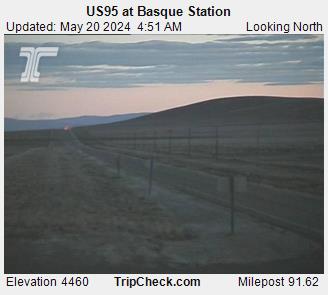 US95 at Basque Station
Updated: May 20 2024 4:51 AM Looking North
Elevation 4460 TripCheck.com Milepost 91.62